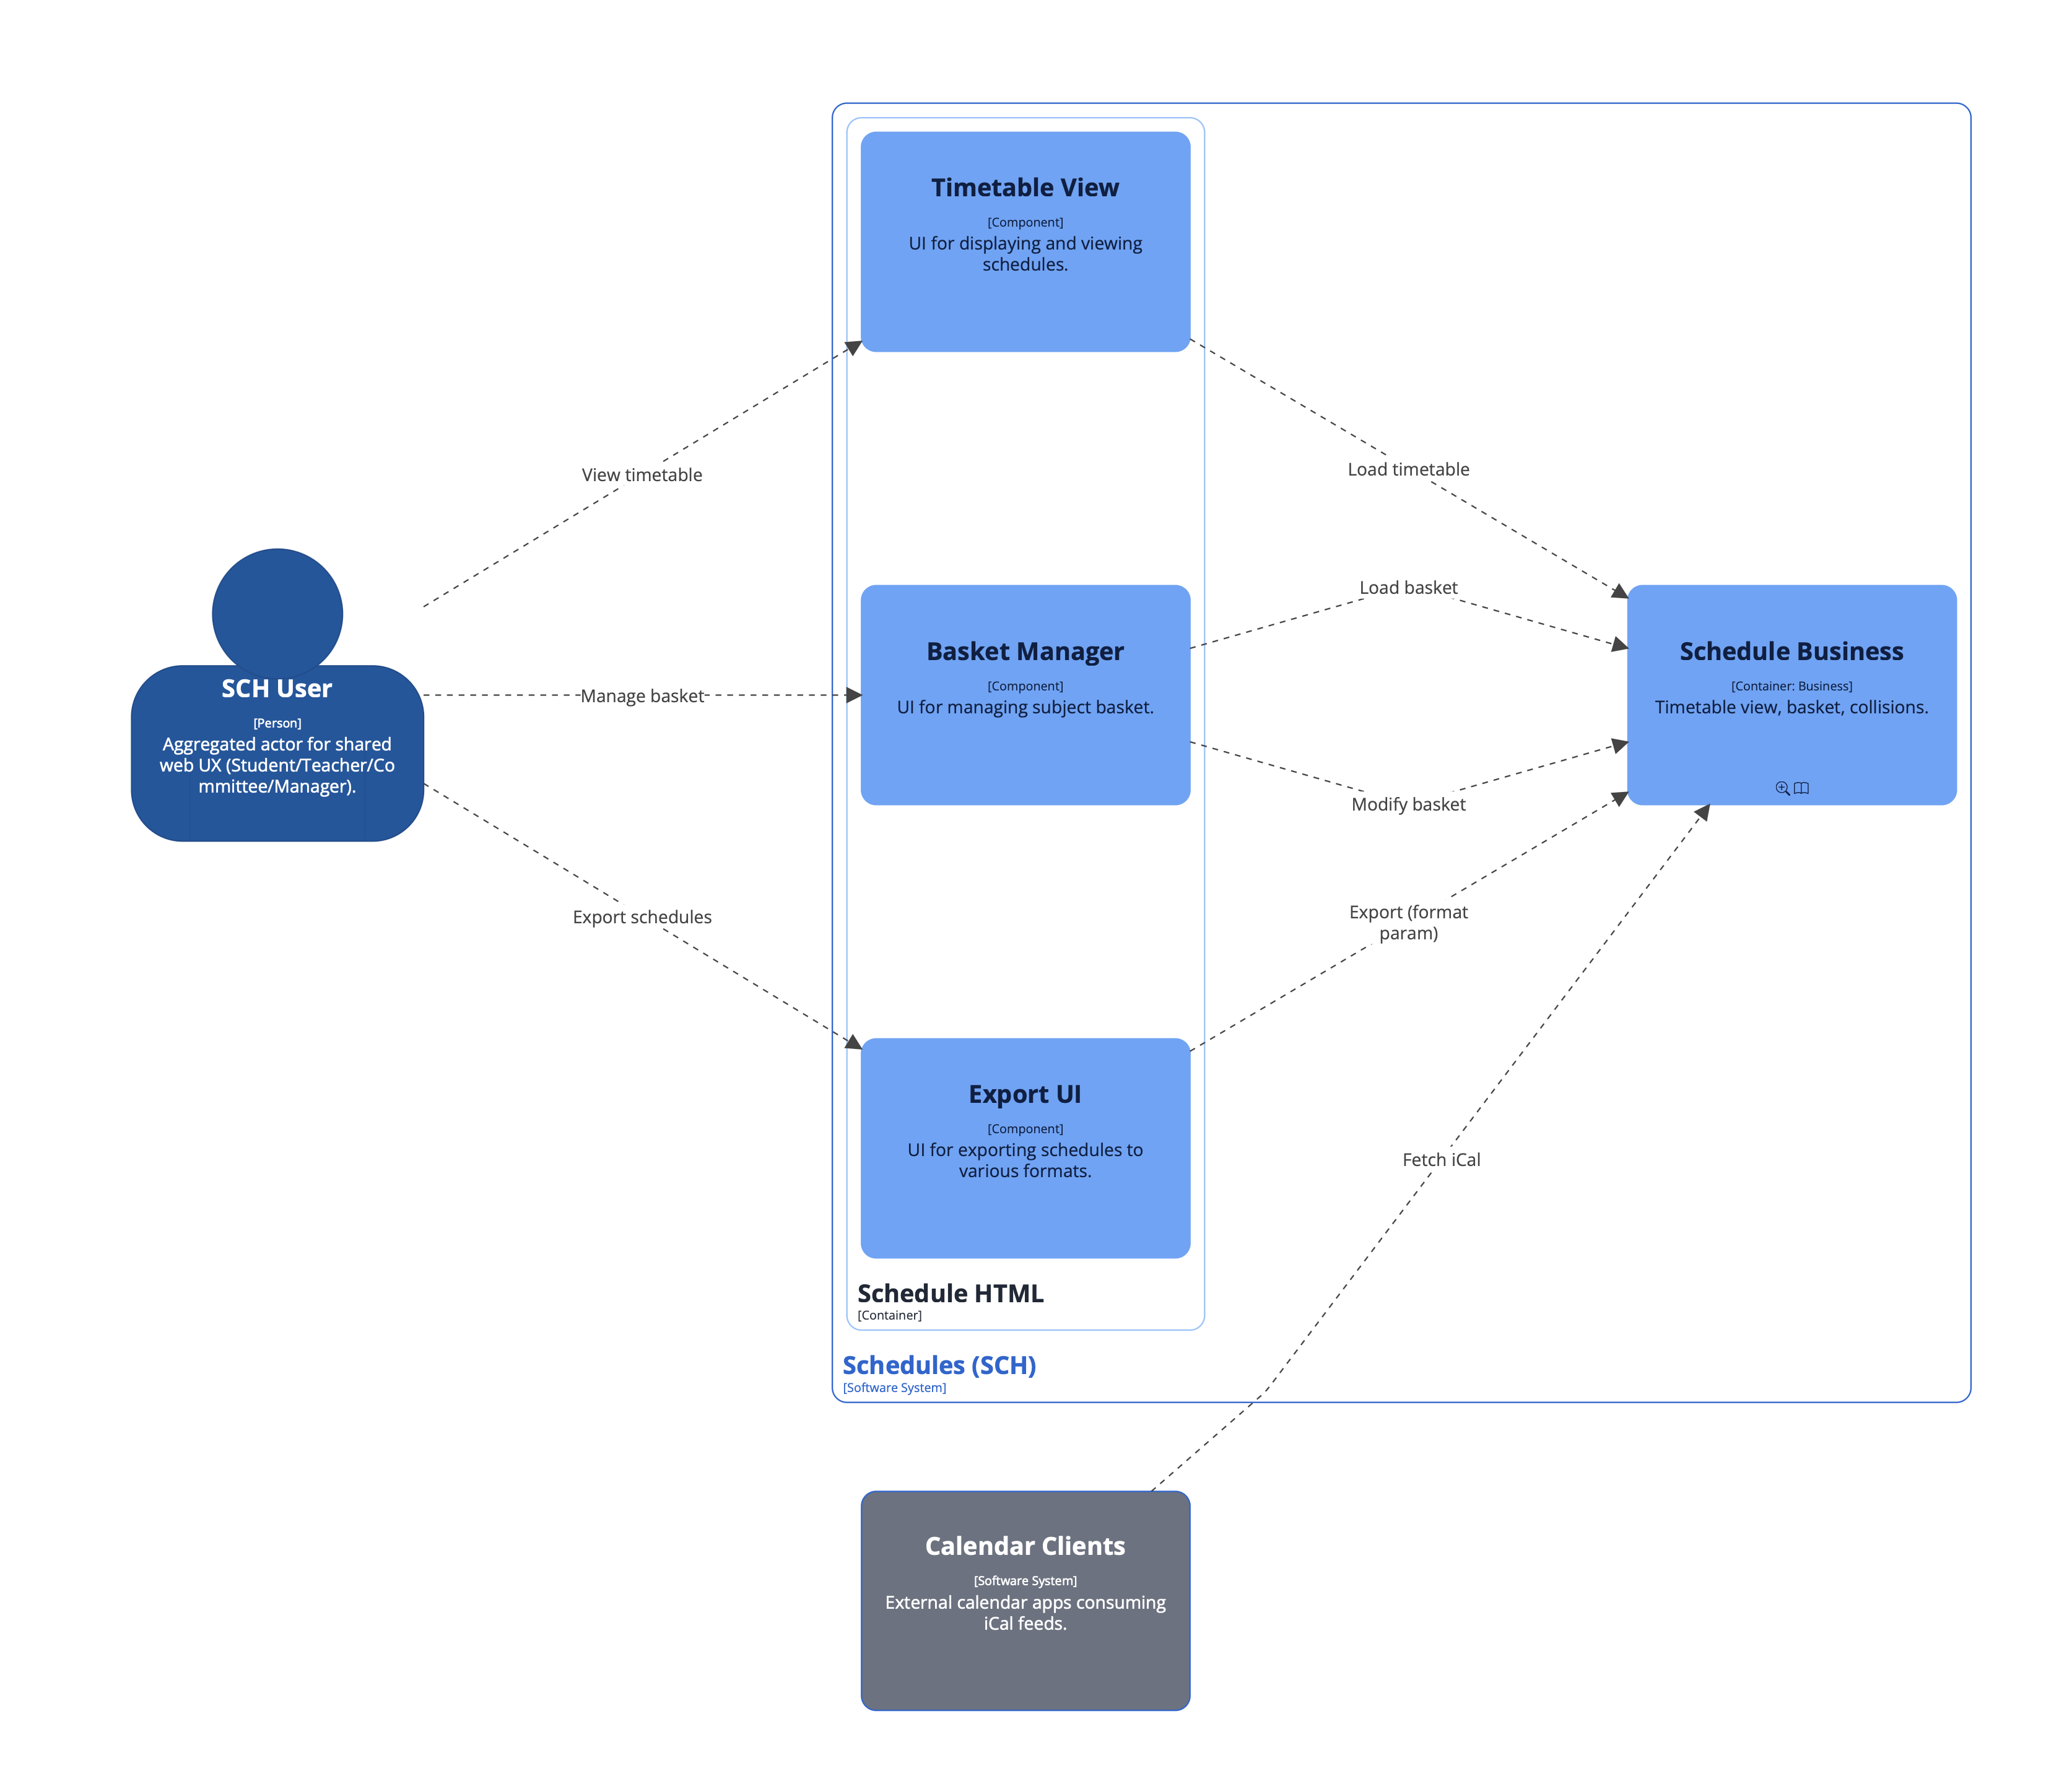 Timetable View
[Component]
UI for displaying and viewing
schedules.
View timetable
Load timetable
SCH User
[Person]
Aggregated actor for shared
web UX (Student/Teacher/Co
mmittee/Manager).
Manage basket
Basket Manager
[Component]
UI for managing subject basket.
Load basket
Modify basket
Schedule Business
[Container: Business]
Timetable view, basket, collisions.
Export schedules
Export (format
param)
Export UI
[Component]
UI for exporting schedules to
various formats.
Fetch iCal
Schedule HTML
[Container]
Schedules (SCH)
[Software System]
Calendar Clients
[Software System]
External calendar apps consuming
iCal feeds.